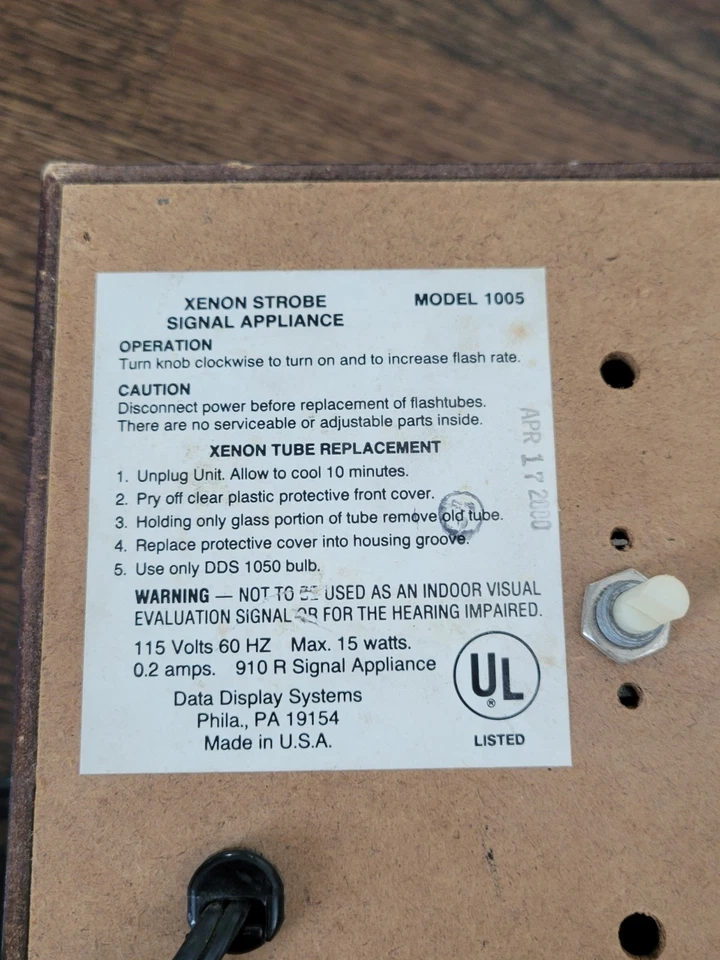 XENON STROBE MODEL 1005
SIGNAL APPLIANCE
OPERATION
Turn knob clockwise to turn on and to increase flash rate.
CAUTION
Disconnect power before replacement of flashtubes.
There are no serviceable or adjustable parts inside.
XENON TUBE REPLACEMENT
1. Unplug Unit. Allow to cool 10 minutes.
2. Pry off clear plastic protective front cover.
3. Holding only glass portion of tube remove old tube.
4. Replace protective cover into housing groove.
5. Use only DDS 1050 bulb.
WARNING — NOT TO BE USED AS AN INDOOR VISUAL
EVALUATION SIGNAL OR FOR THE HEARING IMPAIRED.
115 Volts 60 HZ Max. 15 watts.
0.2 amps. 910 R Signal Appliance
Data Display Systems
Phila., PA 19154
Made in U.S.A.
UL
®
LISTED
APR 17 2000